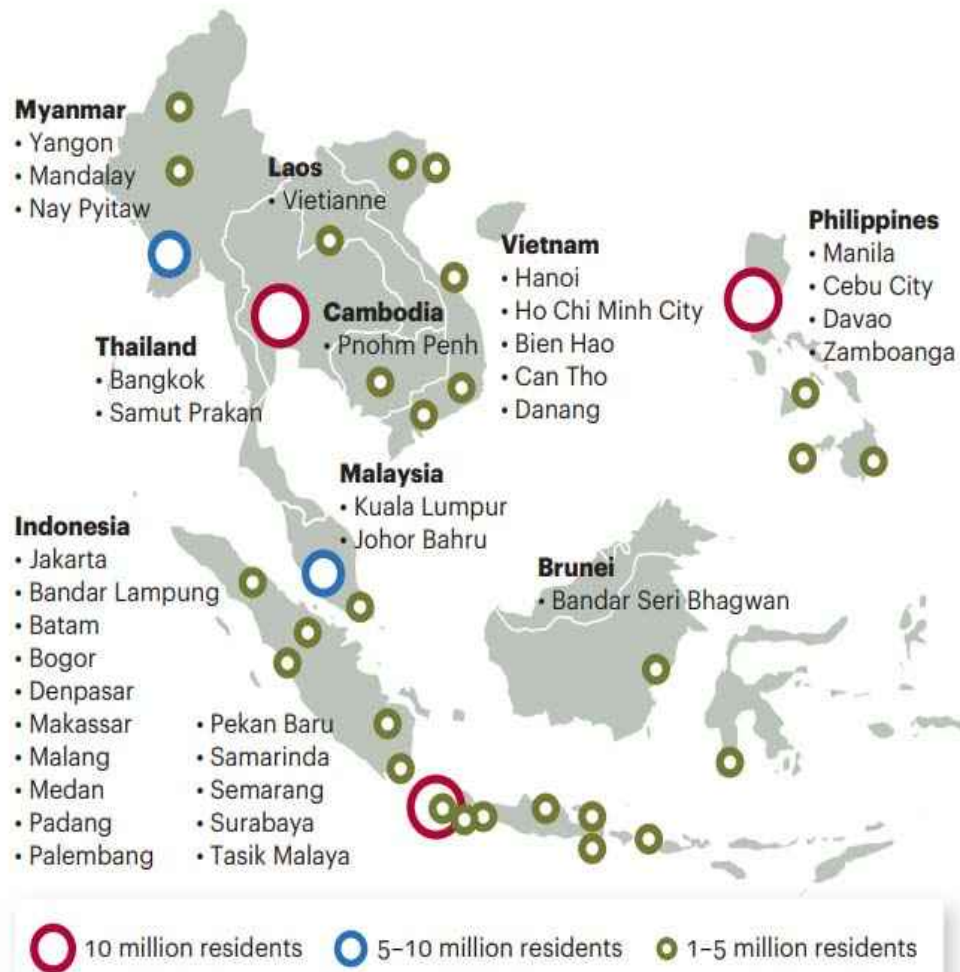 Myanmar
• Yangon
• Mandalay
• Nay Pyitaw
Laos
• Vietianne
Vietnam
• Hanoi
• Ho Chi Minh City
• Bien Hao
• Can Tho
• Danang
Philippines
• Manila
• Cebu City
• Davao
• Zamboanga
Thailand
• Bangkok
• Samut Prakan
Cambodia
• Pnohm Penh
Malaysia
• Kuala Lumpur
• Johor Bahru
Brunei
• Bandar Seri Bhagwan
Indonesia
• Jakarta
• Bandar Lampung
• Batam
• Bogor
• Denpasar
• Makassar
• Malang
• Medan
• Padang
• Palembang
• Pekan Baru
• Samarinda
• Semarang
• Surabaya
• Tasik Malaya
10 million residents
5–10 million residents
1–5 million residents